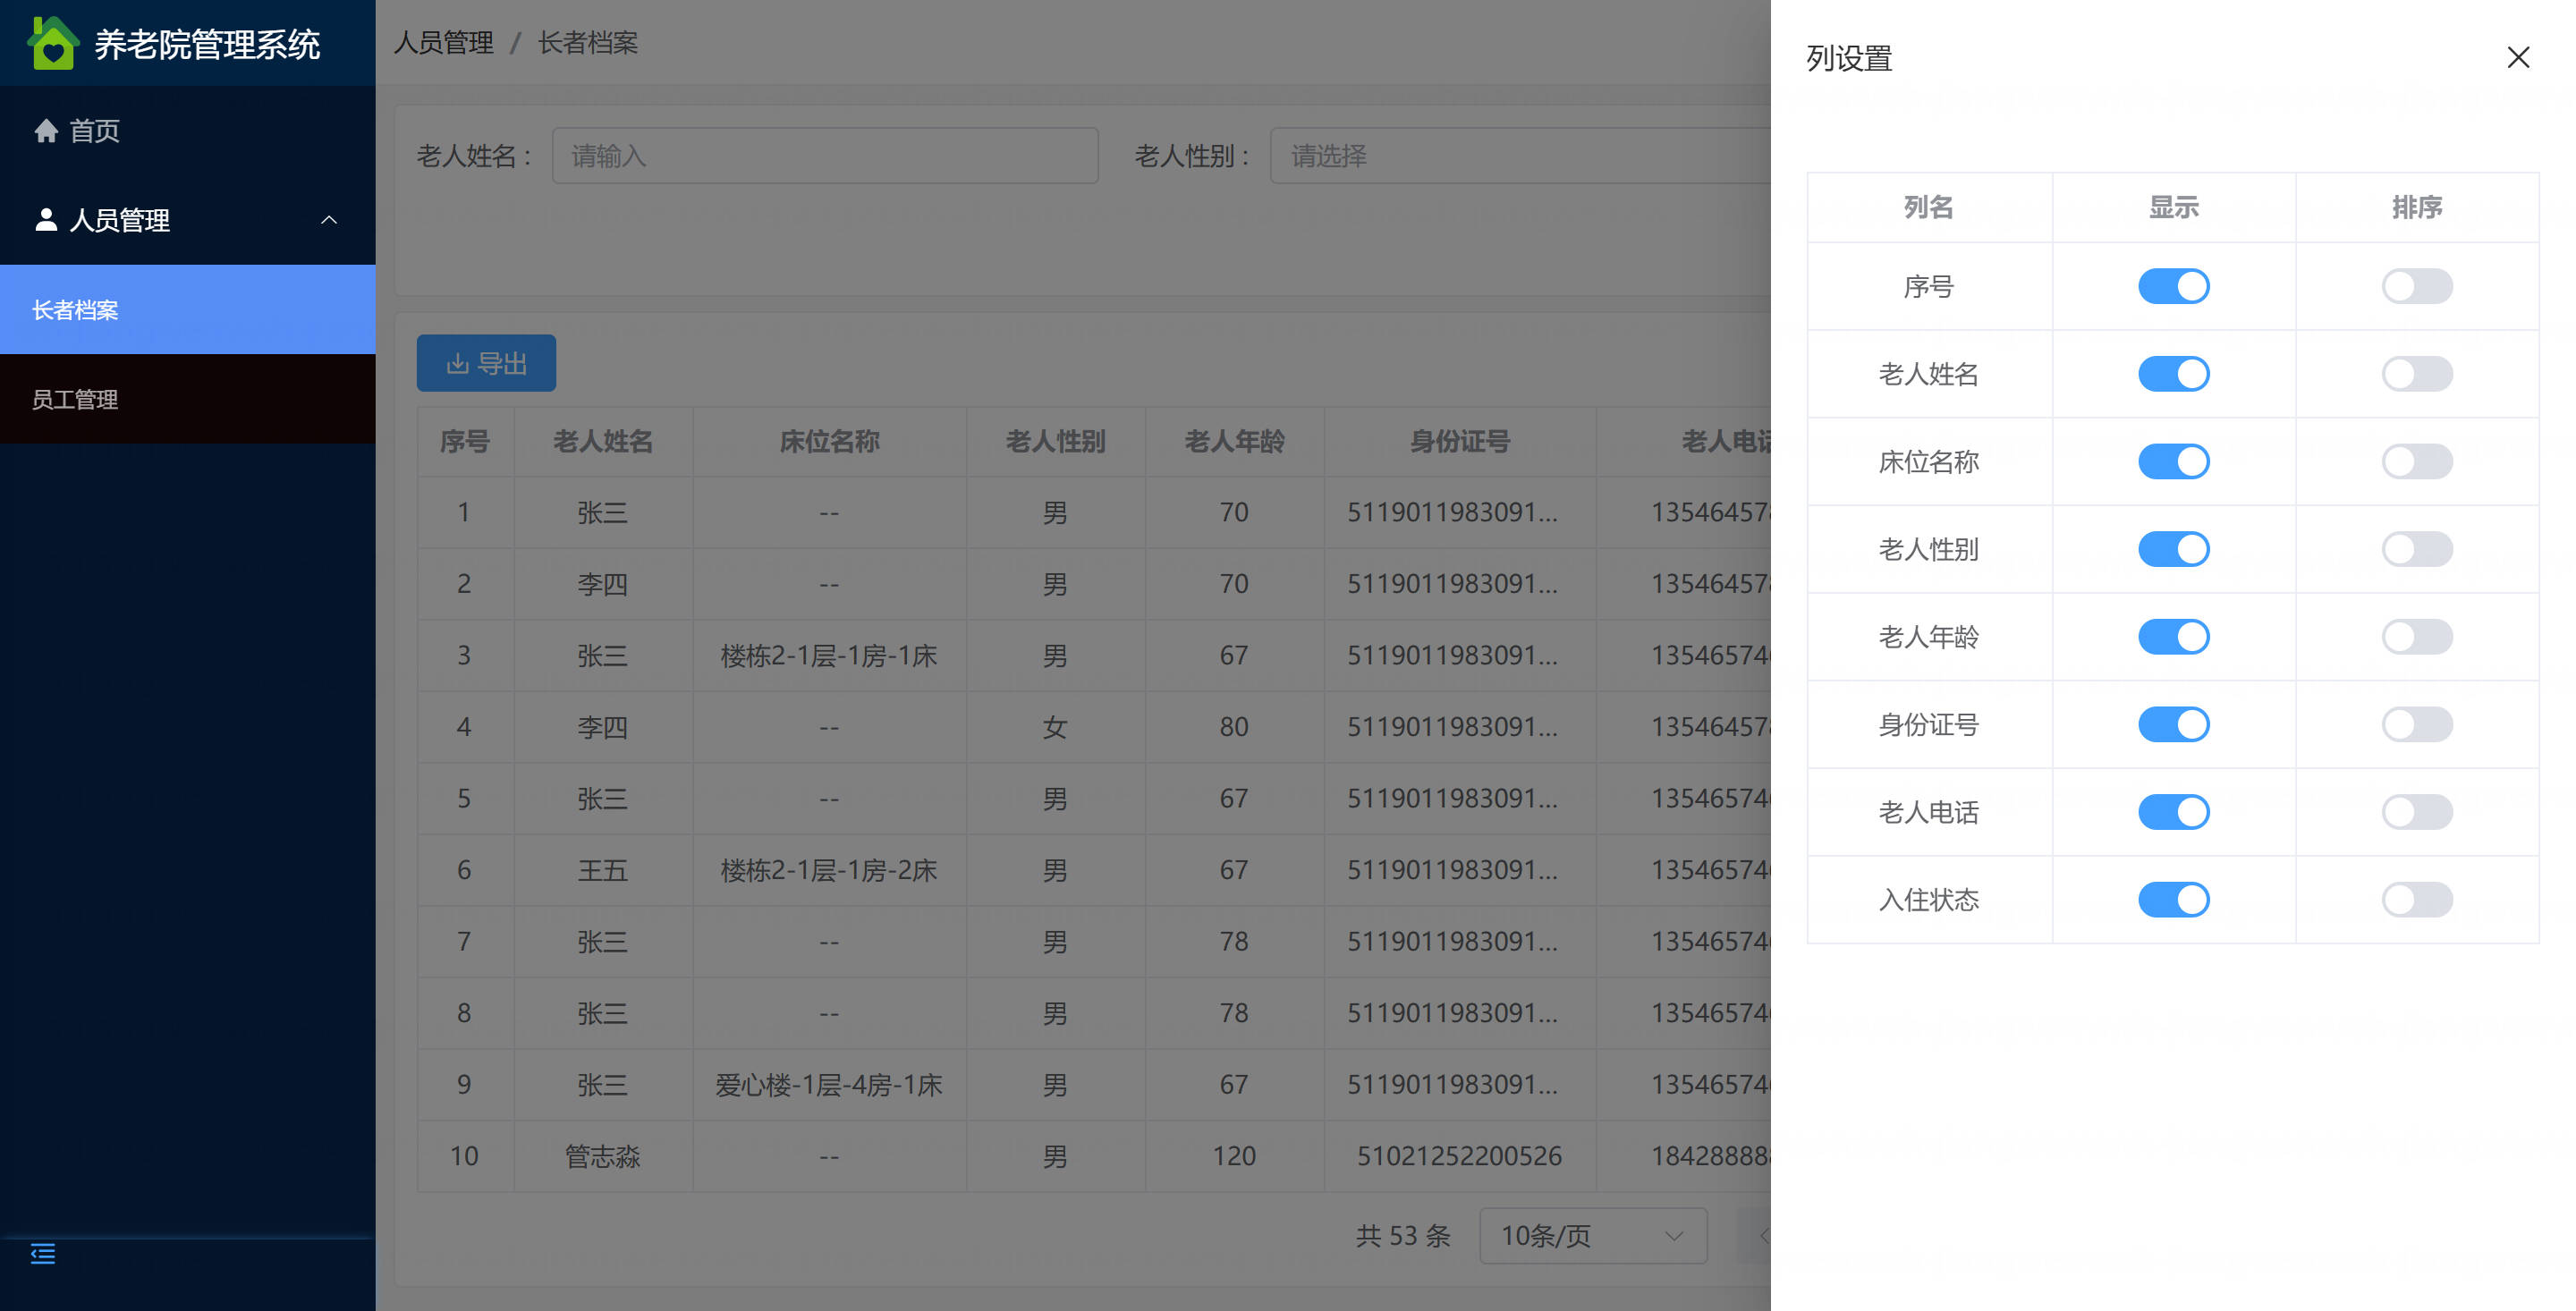 养老院管理系统
首页
人员管理
长者档案
员工管理
人员管理 / 长者档案
老人姓名： 请输入 老人性别： 请选择
导出
序号 老人姓名 床位名称 老人性别 老人年龄 身份证号 老人电话
1 张三 -- 男 70 5119011983091... 13546457
2 李四 -- 男 70 5119011983091... 13546457
3 张三 楼栋2-1层-1房-1床 男 67 5119011983091... 13546574
4 李四 -- 女 80 5119011983091... 13546457
5 张三 -- 男 67 5119011983091... 13546574
6 王五 楼栋2-1层-1房-2床 男 67 5119011983091... 13546574
7 张三 -- 男 78 5119011983091... 13546574
8 张三 -- 男 78 5119011983091... 13546574
9 张三 爱心楼-1层-4房-1床 男 67 5119011983091... 13546574
10 管志淼 -- 男 120 51021252200526 18428888
共 53 条 10条/页
列设置
列名 显示 排序
序号
老人姓名
床位名称
老人性别
老人年龄
身份证号
老人电话
入住状态